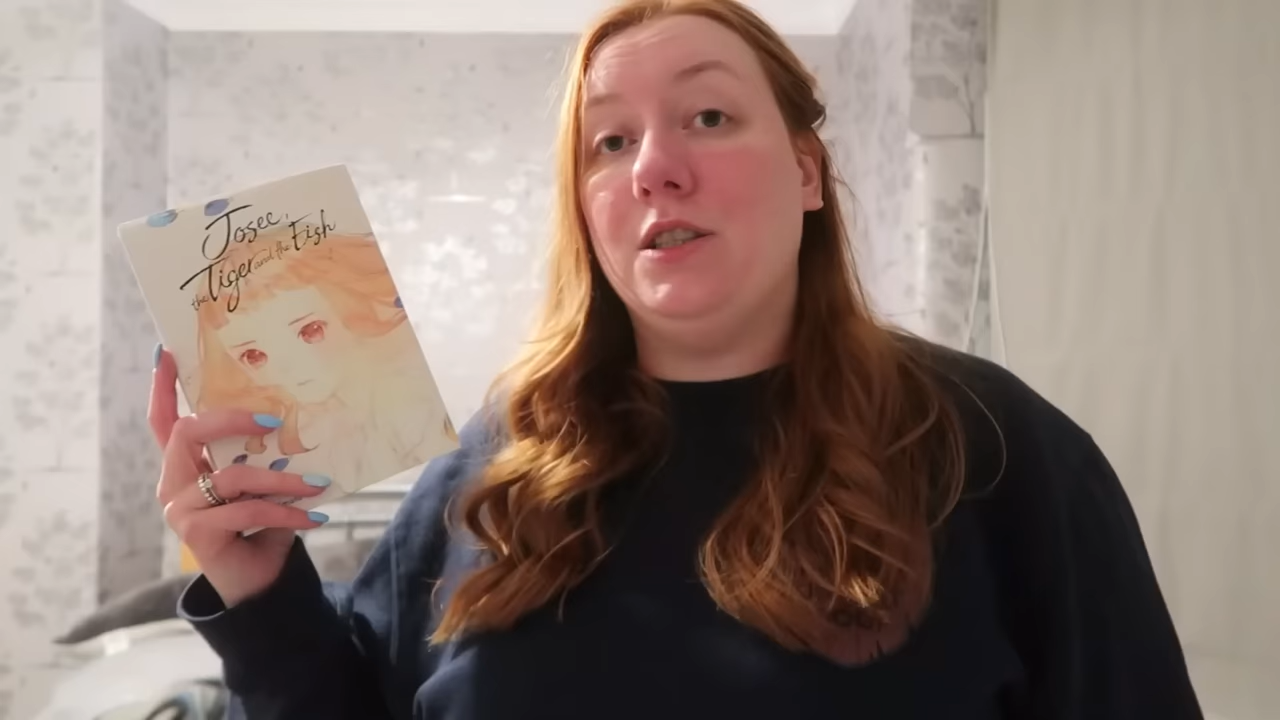 Josee,
the Tiger and the Fish